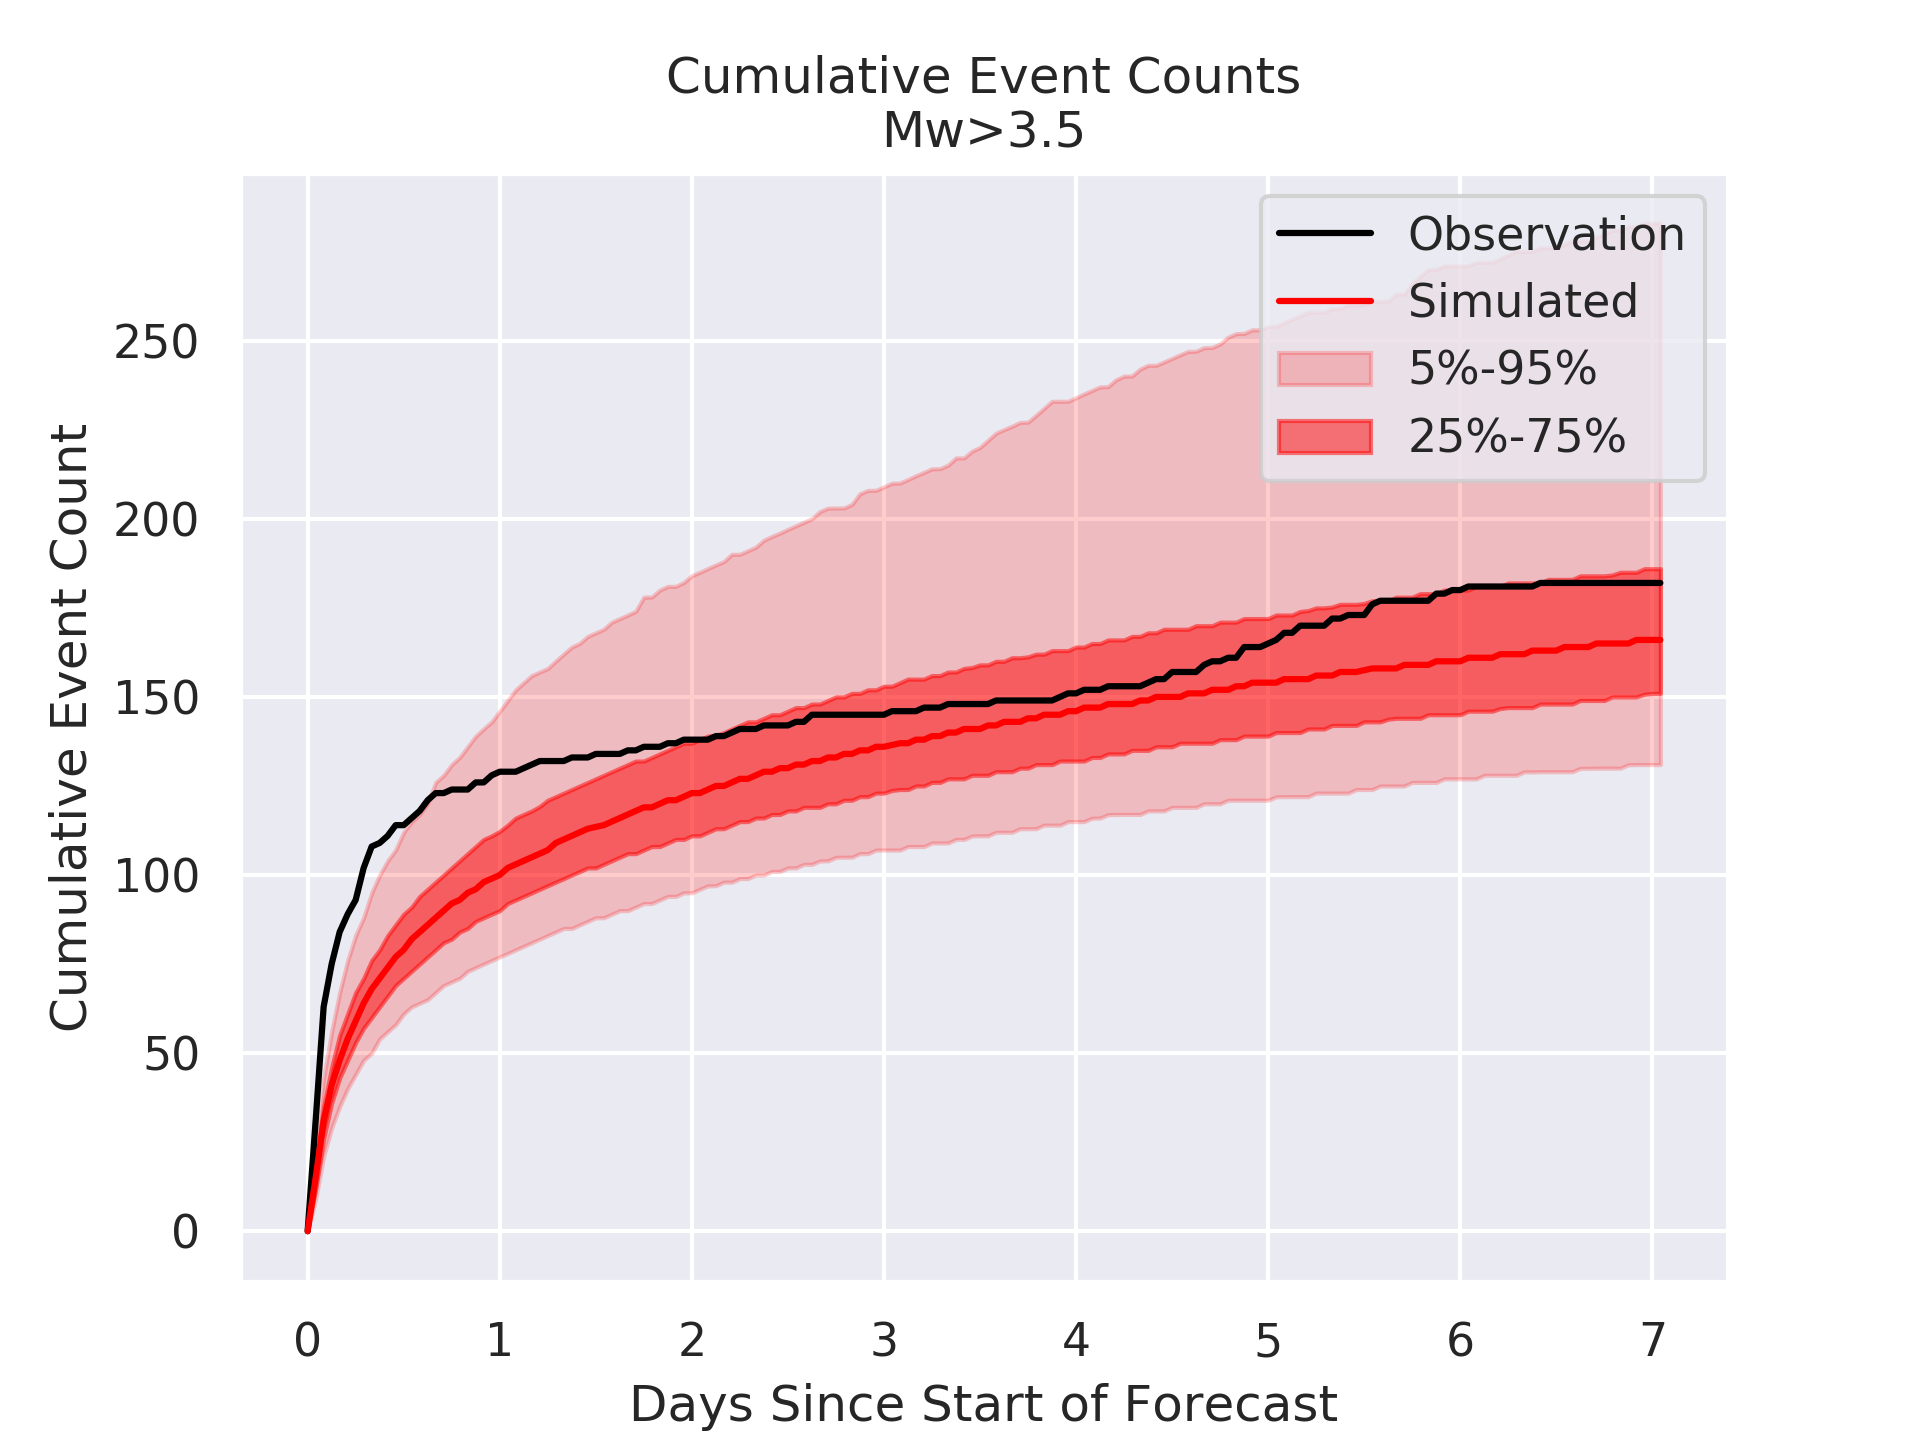 Cumulative Event Counts
Mw>3.5
Cumulative Event Count
250
200
150
100
50
0
Observation
Simulated
5%-95%
25%-75%
0 1 2 3 4 5 6 7
Days Since Start of Forecast